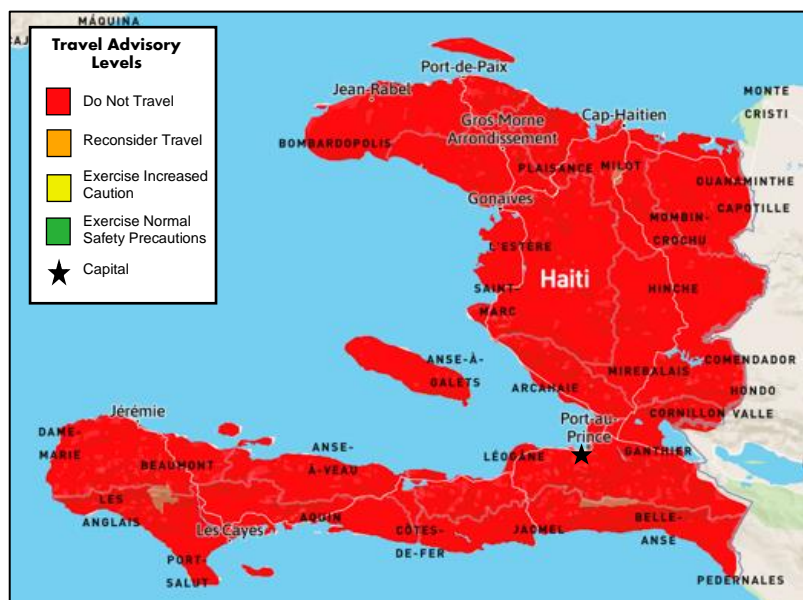 MÁQUINA
CAJ
Travel Advisory
Levels
Do Not Travel
Reconsider Travel
Exercise Increased
Caution
Exercise Normal
Safety Precautions
Capital
Port-de-Paix
Jean-Rabel
Gros-Morne
Arrondissement
Cap-Haïtien
MONTE
CRISTI
BOMBARDOPOLIS
PLAISANCE
MILOT
OUANAMINTHE
CAPOTILLE
Gonaïves
MOMBIN-
CROCHU
L'ESTÈRE
Haiti
SAINT-
MARC
HINCHE
ANSE-À-
GALETS
ARCAHAIE
MIREBALAIS
COMENDADOR
HONDO
VALLE
CORNILLON
Jérémie
Port-au-
Prince
DAME-
MARIE
BEAUMONT
ANSE-
À-VEAU
LÉOGÂNE
GANTHIER
LES
ANGLAIS
Les Cayes
AQUIN
CÔTES-
DE-FER
JACMEL
BELLE-
ANSE
PORT-
SALUT
PEDERNALES